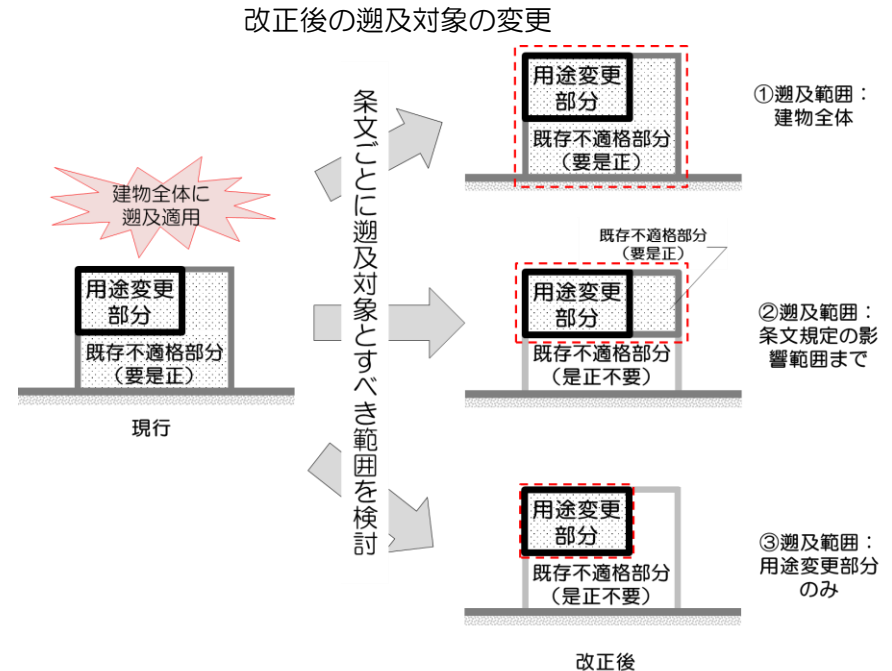 改正後の遡及対象の変更
建物全体に
遡及適用
用途変更
部分
既存不適格部分
(要是正)
現行
条文ごとに遡及対象とすべき範囲を検討
用途変更
部分
既存不適格部分
(要是正)
①遡及範囲：
建物全体
既存不適格部分
(要是正)
用途変更
部分
既存不適格部分
(是正不要)
②遡及範囲：
条文規定の影
響範囲まで
用途変更
部分
既存不適格部分
(是正不要)
③遡及範囲：
用途変更部分
のみ
改正後